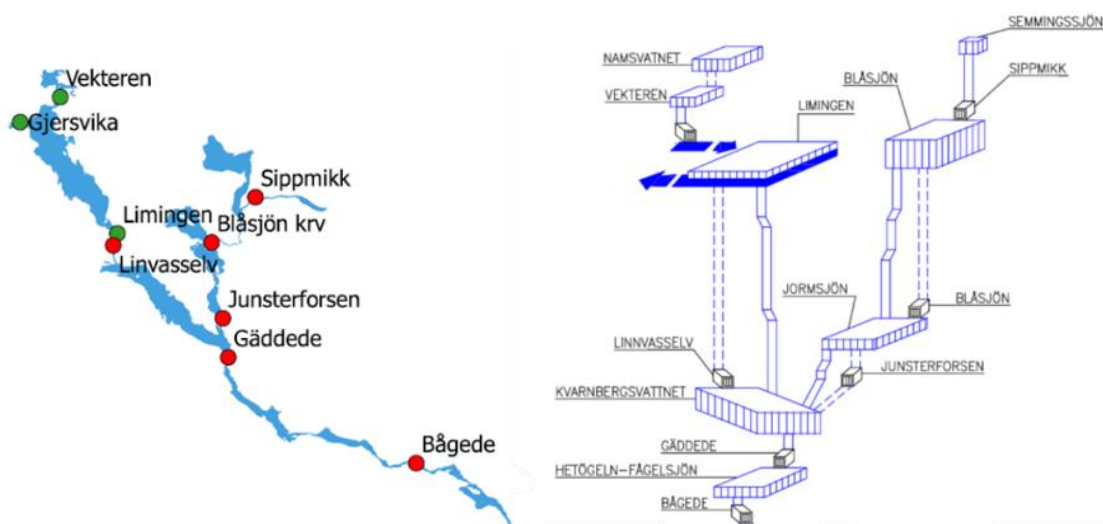 Vekteren
Gjersvika
Sippmikk
Limingen
Blåsjön krv
Linvasselv
Junsterforsen
Gäddede
Bågede
SEMMINGSSJÖN
NAMSVATNET
SIPPMIKK
BLÅSJÖN
VEKTEREN
LIMINGEN
JORMSJÖN
BLÅSJÖN
LINNVASSELV
JUNSTERFORSEN
KVARNBERGSVATTNET
GÄDDEDE
HETÖGELN-FÅGELSJÖN
BÅGEDE